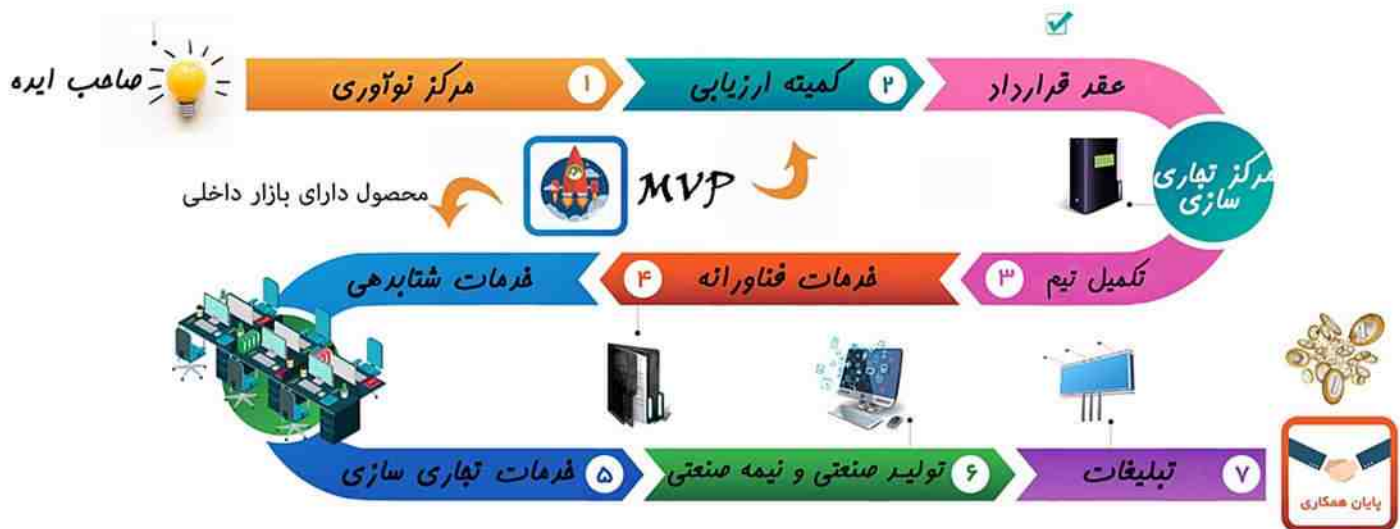 صاحب ایده
مرکز نوآوری
۱
کمیته ارزیابی
۲
عقد قرارداد
مرکز تجاری
سازی
MVP
محصول دارای بازار داخلی
تکمیل تیم
۳
خدمات فناورانه
۴
خدمات شتابدهی
خدمات تجاری سازی
۵
تولید صنعتی و نیمه صنعتی
۶
تبلیغات
۷
پایان همکاری